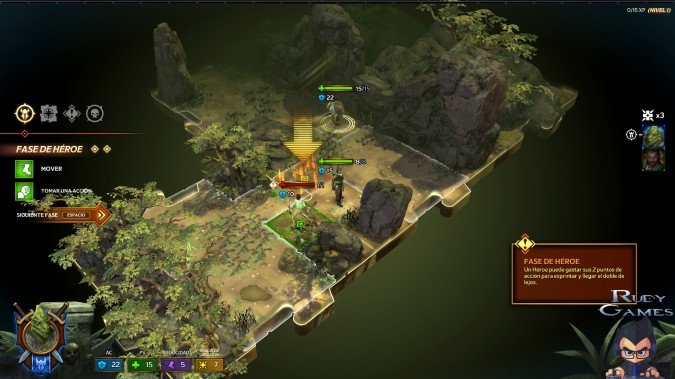 0/15 XP (NIVEL 1)
15/15
22
x3
FASE DE HÉROE
MOVER
TOMAR UNA ACCIÓN
SIGUIENTE FASE ESPACIO
FASE DE HÉROE
Un Héroe puede gastar sus 2 puntos de
acción para esprintar y llegar el doble de
lejos.
RUDY
GAMES
AC
PV
VELOCIDAD
22
15
5
7